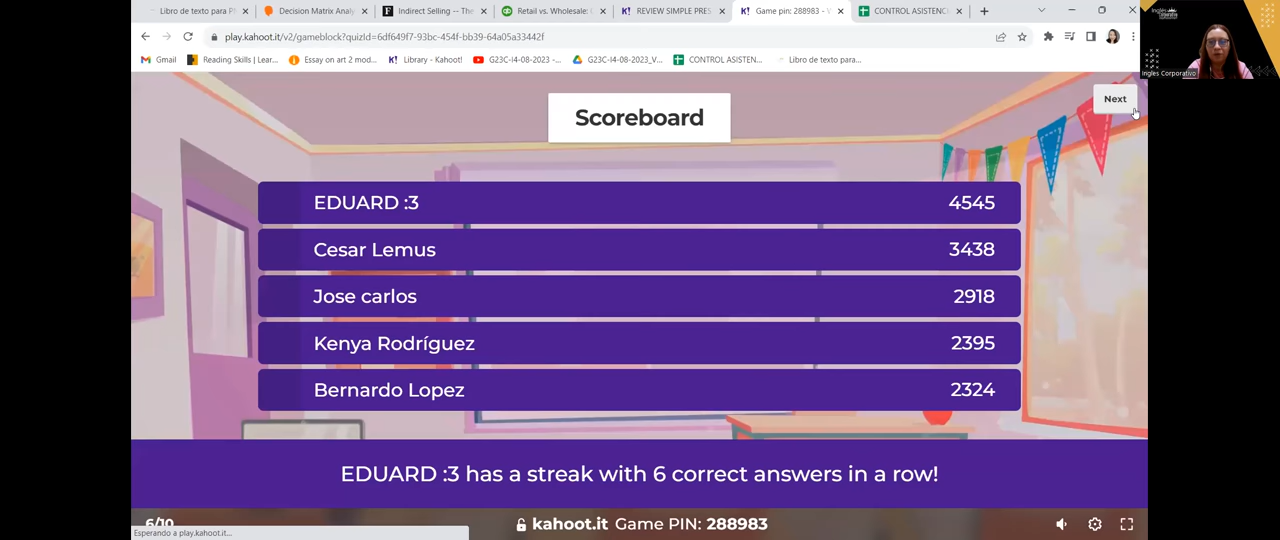 Libro de texto para P
Decision Matrix Analy
Indirect Selling -- The
Retail vs. Wholesale: 
REVIEW SIMPLE PRES
Game pin: 288983 - 
CONTROL ASISTENC
play.kahoot.it/v2/gameblock?quizId=6df649f7-93bc-454f-bb39-64a05a33442f
Gmail
Reading Skills | Lear...
Essay on art 2 mod...
Library - Kahoot!
G23C-I4-08-2023 -...
G23C-I4-08-2023_V...
CONTROL ASISTEN...
Libro de texto para...
Ingles Corporativo
Next
Scoreboard
EDUARD :3 4545
Cesar Lemus 3438
Jose carlos 2918
Kenya Rodríguez 2395
Bernardo Lopez 2324
EDUARD :3 has a streak with 6 correct answers in a row!
6/10
kahoot.it Game PIN: 288983
Esperando a play.kahoot.it...